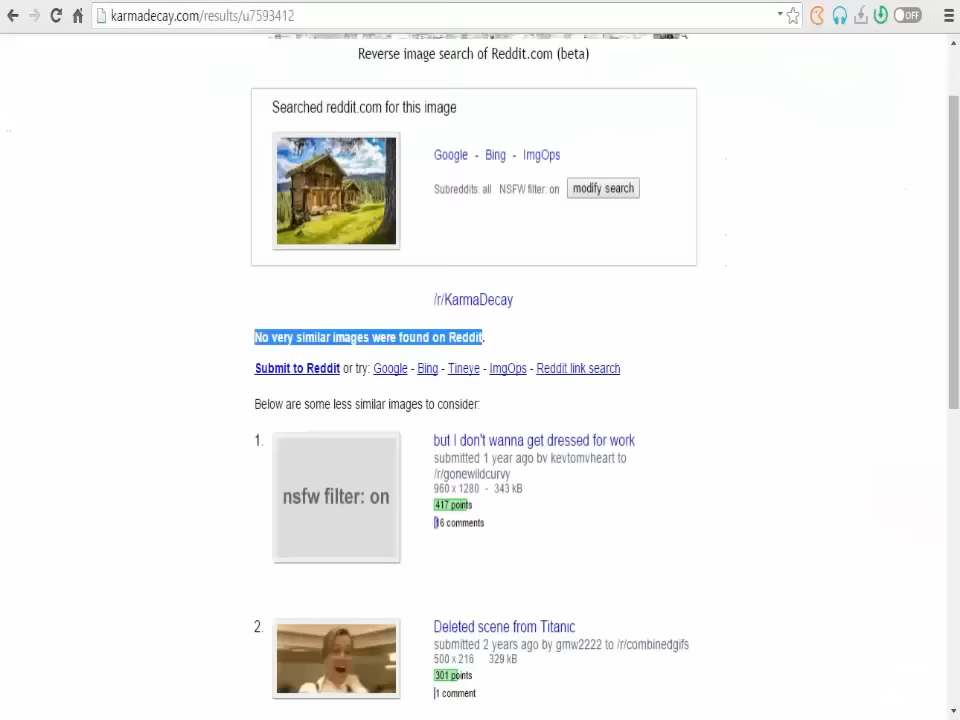 karmadecay.com/results/u7593412
OFF
Reverse image search of Reddit.com (beta)
Searched reddit.com for this image
Google - Bing - ImgOps
Subreddits: all NSFW filter: on modify search
/r/KarmaDecay
No very similar images were found on Reddit.
Submit to Reddit or try: Google - Bing - Tineye - ImgOps - Reddit link search
Below are some less similar images to consider:
1.
nsfw filter: on
but I don't wanna get dressed for work
submitted 1 year ago by keytomyheart to
/r/gonewildcurvy
960 x 1280 - 343 kB
417 points
16 comments
2.
Deleted scene from Titanic
submitted 2 years ago by gmw2222 to /r/combinedgifs
500 x 216 329 kB
301 points
1 comment